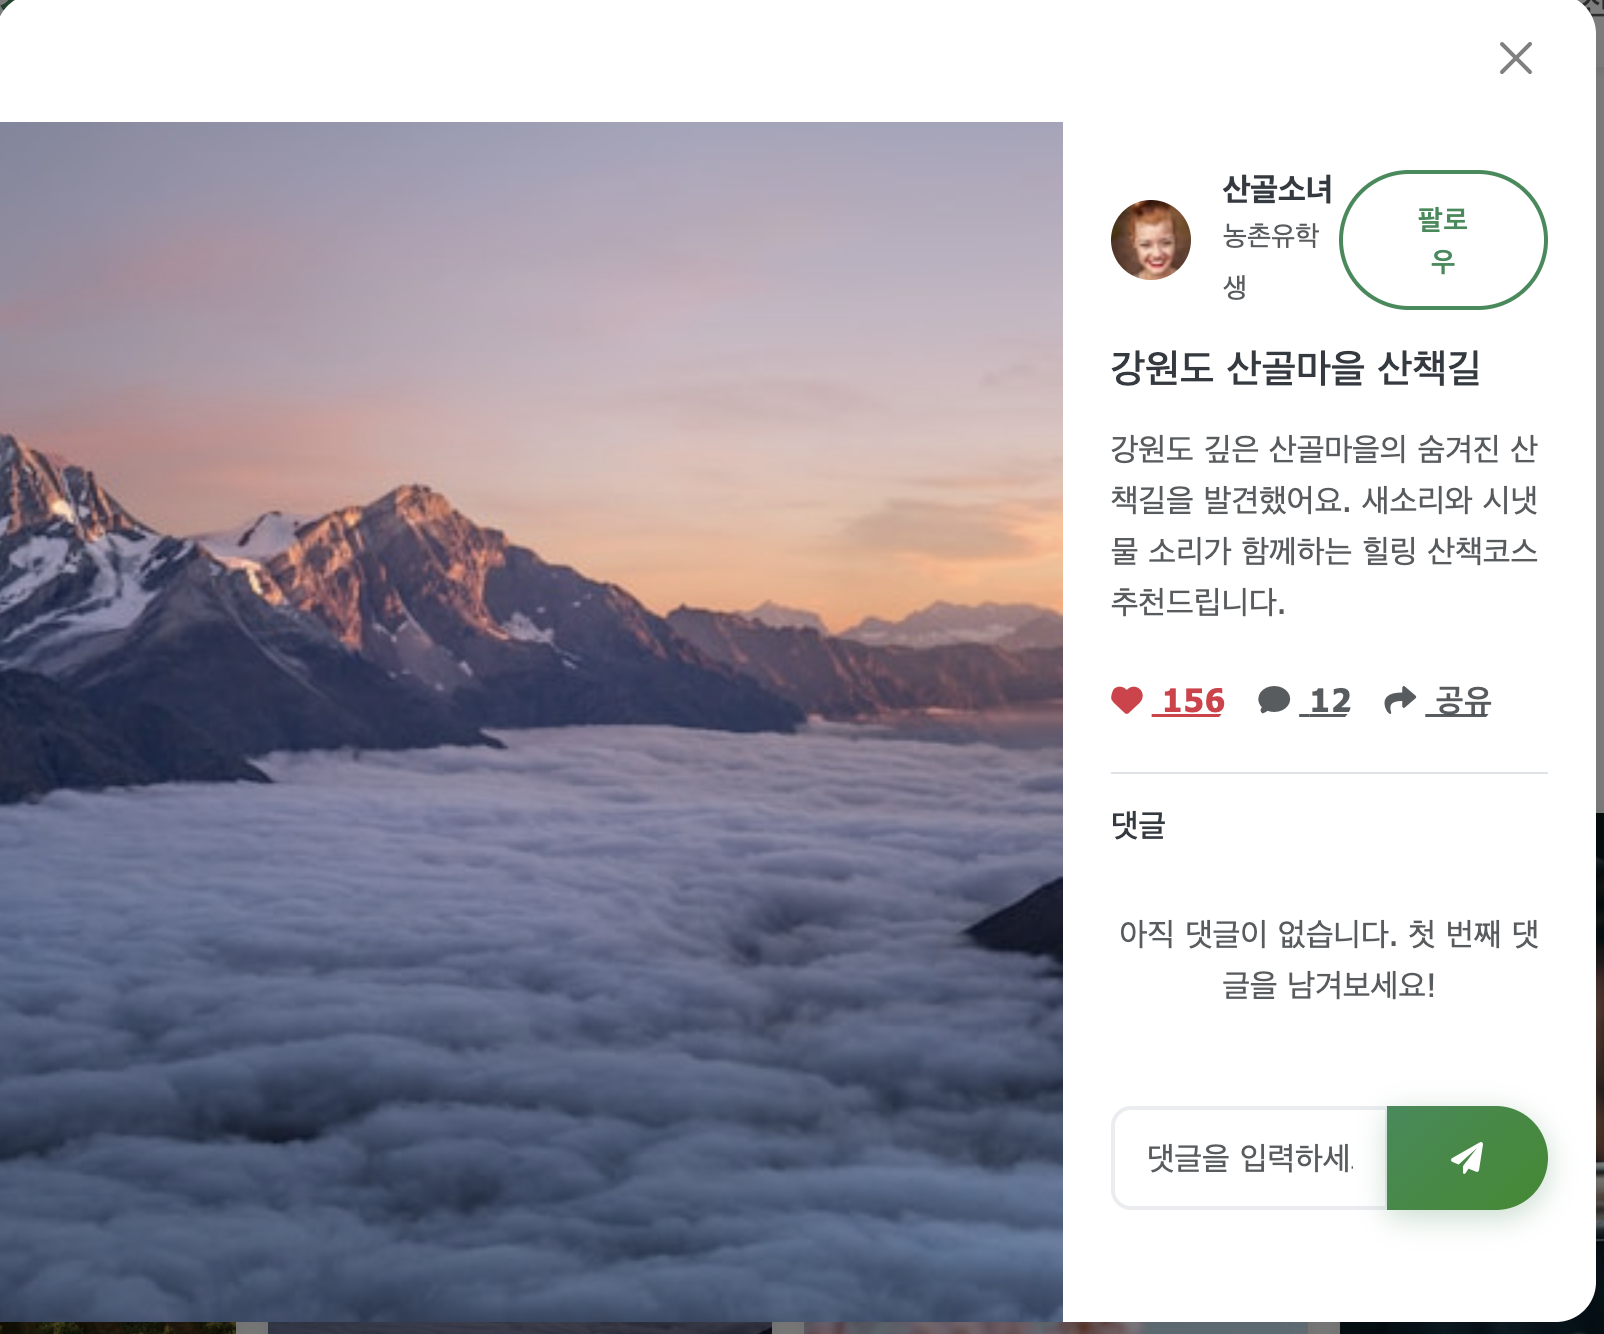 산골소녀
농촌유학
생
팔로
우
강원도 산골마을 산책길
강원도 깊은 산골마을의 숨겨진 산
책길을 발견했어요. 새소리와 시냇
물 소리가 함께하는 힐링 산책코스
추천드립니다.
156 12 공유
댓글
아직 댓글이 없습니다. 첫 번째 댓
글을 남겨보세요!
댓글을 입력하세